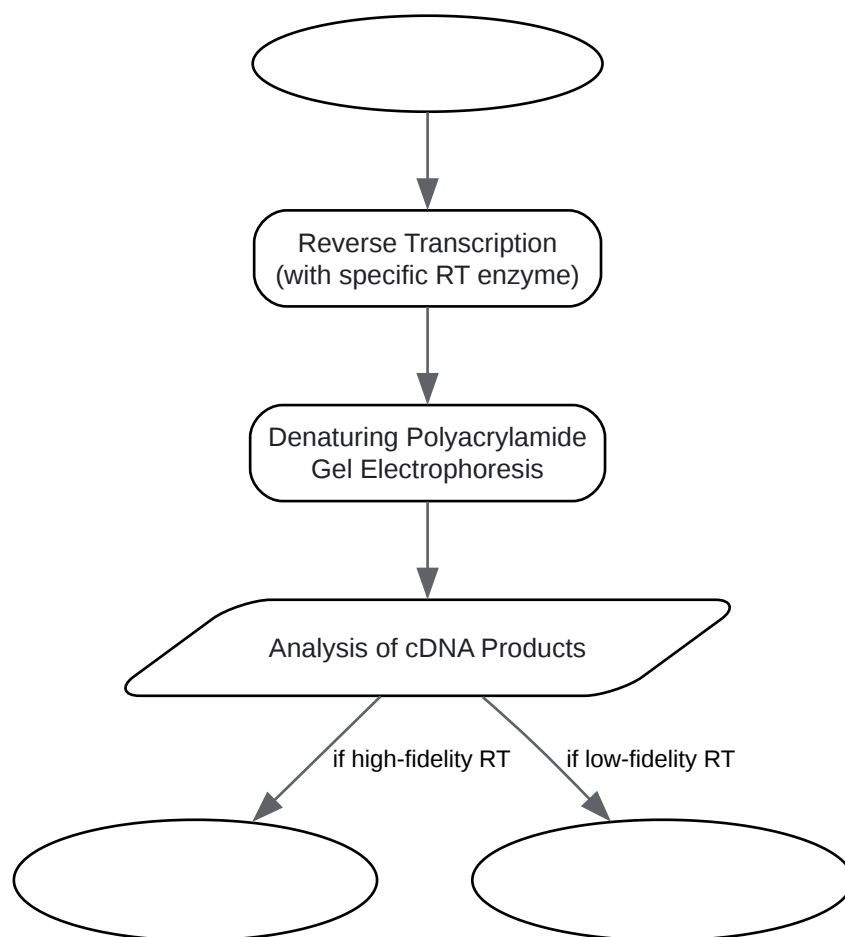 Reverse Transcription
(with specific RT enzyme)
Denaturing Polyacrylamide
Gel Electrophoresis
Analysis of cDNA Products
if high-fidelity RT
if low-fidelity RT